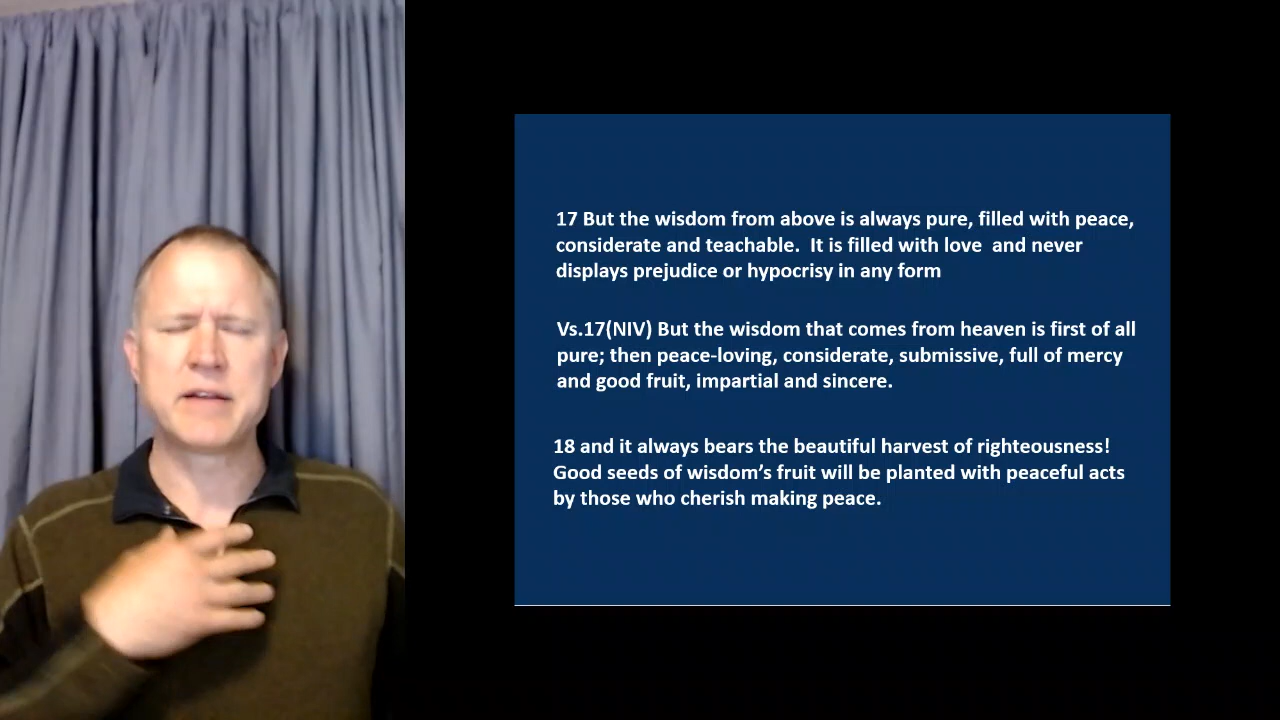 17 But the wisdom from above is always pure, filled with peace,
considerate and teachable.  It is filled with love  and never
displays prejudice or hypocrisy in any form
Vs.17(NIV) But the wisdom that comes from heaven is first of all
pure; then peace-loving, considerate, submissive, full of mercy
and good fruit, impartial and sincere.
18 and it always bears the beautiful harvest of righteousness!
Good seeds of wisdom’s fruit will be planted with peaceful acts
by those who cherish making peace.